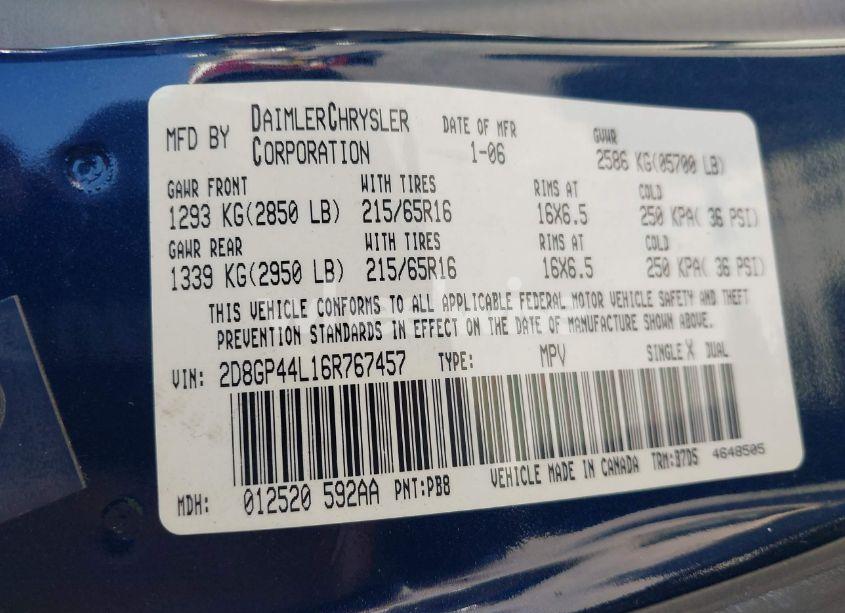 MFD BY DAIMLERCHRYSLER CORPORATION DATE OF MFR 1-06 GVWR 2586 KG(05700 LB)
GAWR FRONT WITH TIRES RIMS AT COLD
1293 KG(2850 LB) 215/65R16 16X6.5 250 KPA( 36 PSI)
GAWR REAR WITH TIRES RIMS AT COLD
1339 KG(2950 LB) 215/65R16 16X6.5 250 KPA( 36 PSI)
THIS VEHICLE CONFORMS TO ALL APPLICABLE FEDERAL MOTOR VEHICLE SAFETY AND THEFT
PREVENTION STANDARDS IN EFFECT ON THE DATE OF MANUFACTURE SHOWN ABOVE.
VIN: 2D8GP44L16R767457 TYPE: MPV SINGLE X DUAL
MDH: 012520 592AA PNT:PB8 VEHICLE MADE IN CANADA TRM:B7D5 4648505